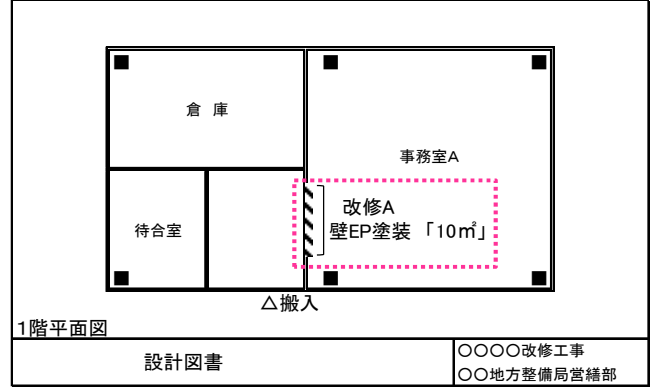 倉 庫
事務室A
改修A
壁EP塗装 「10㎡」
待合室
△搬入
1階平面図
設計図書
○○○○改修工事
○○地方整備局営繕部